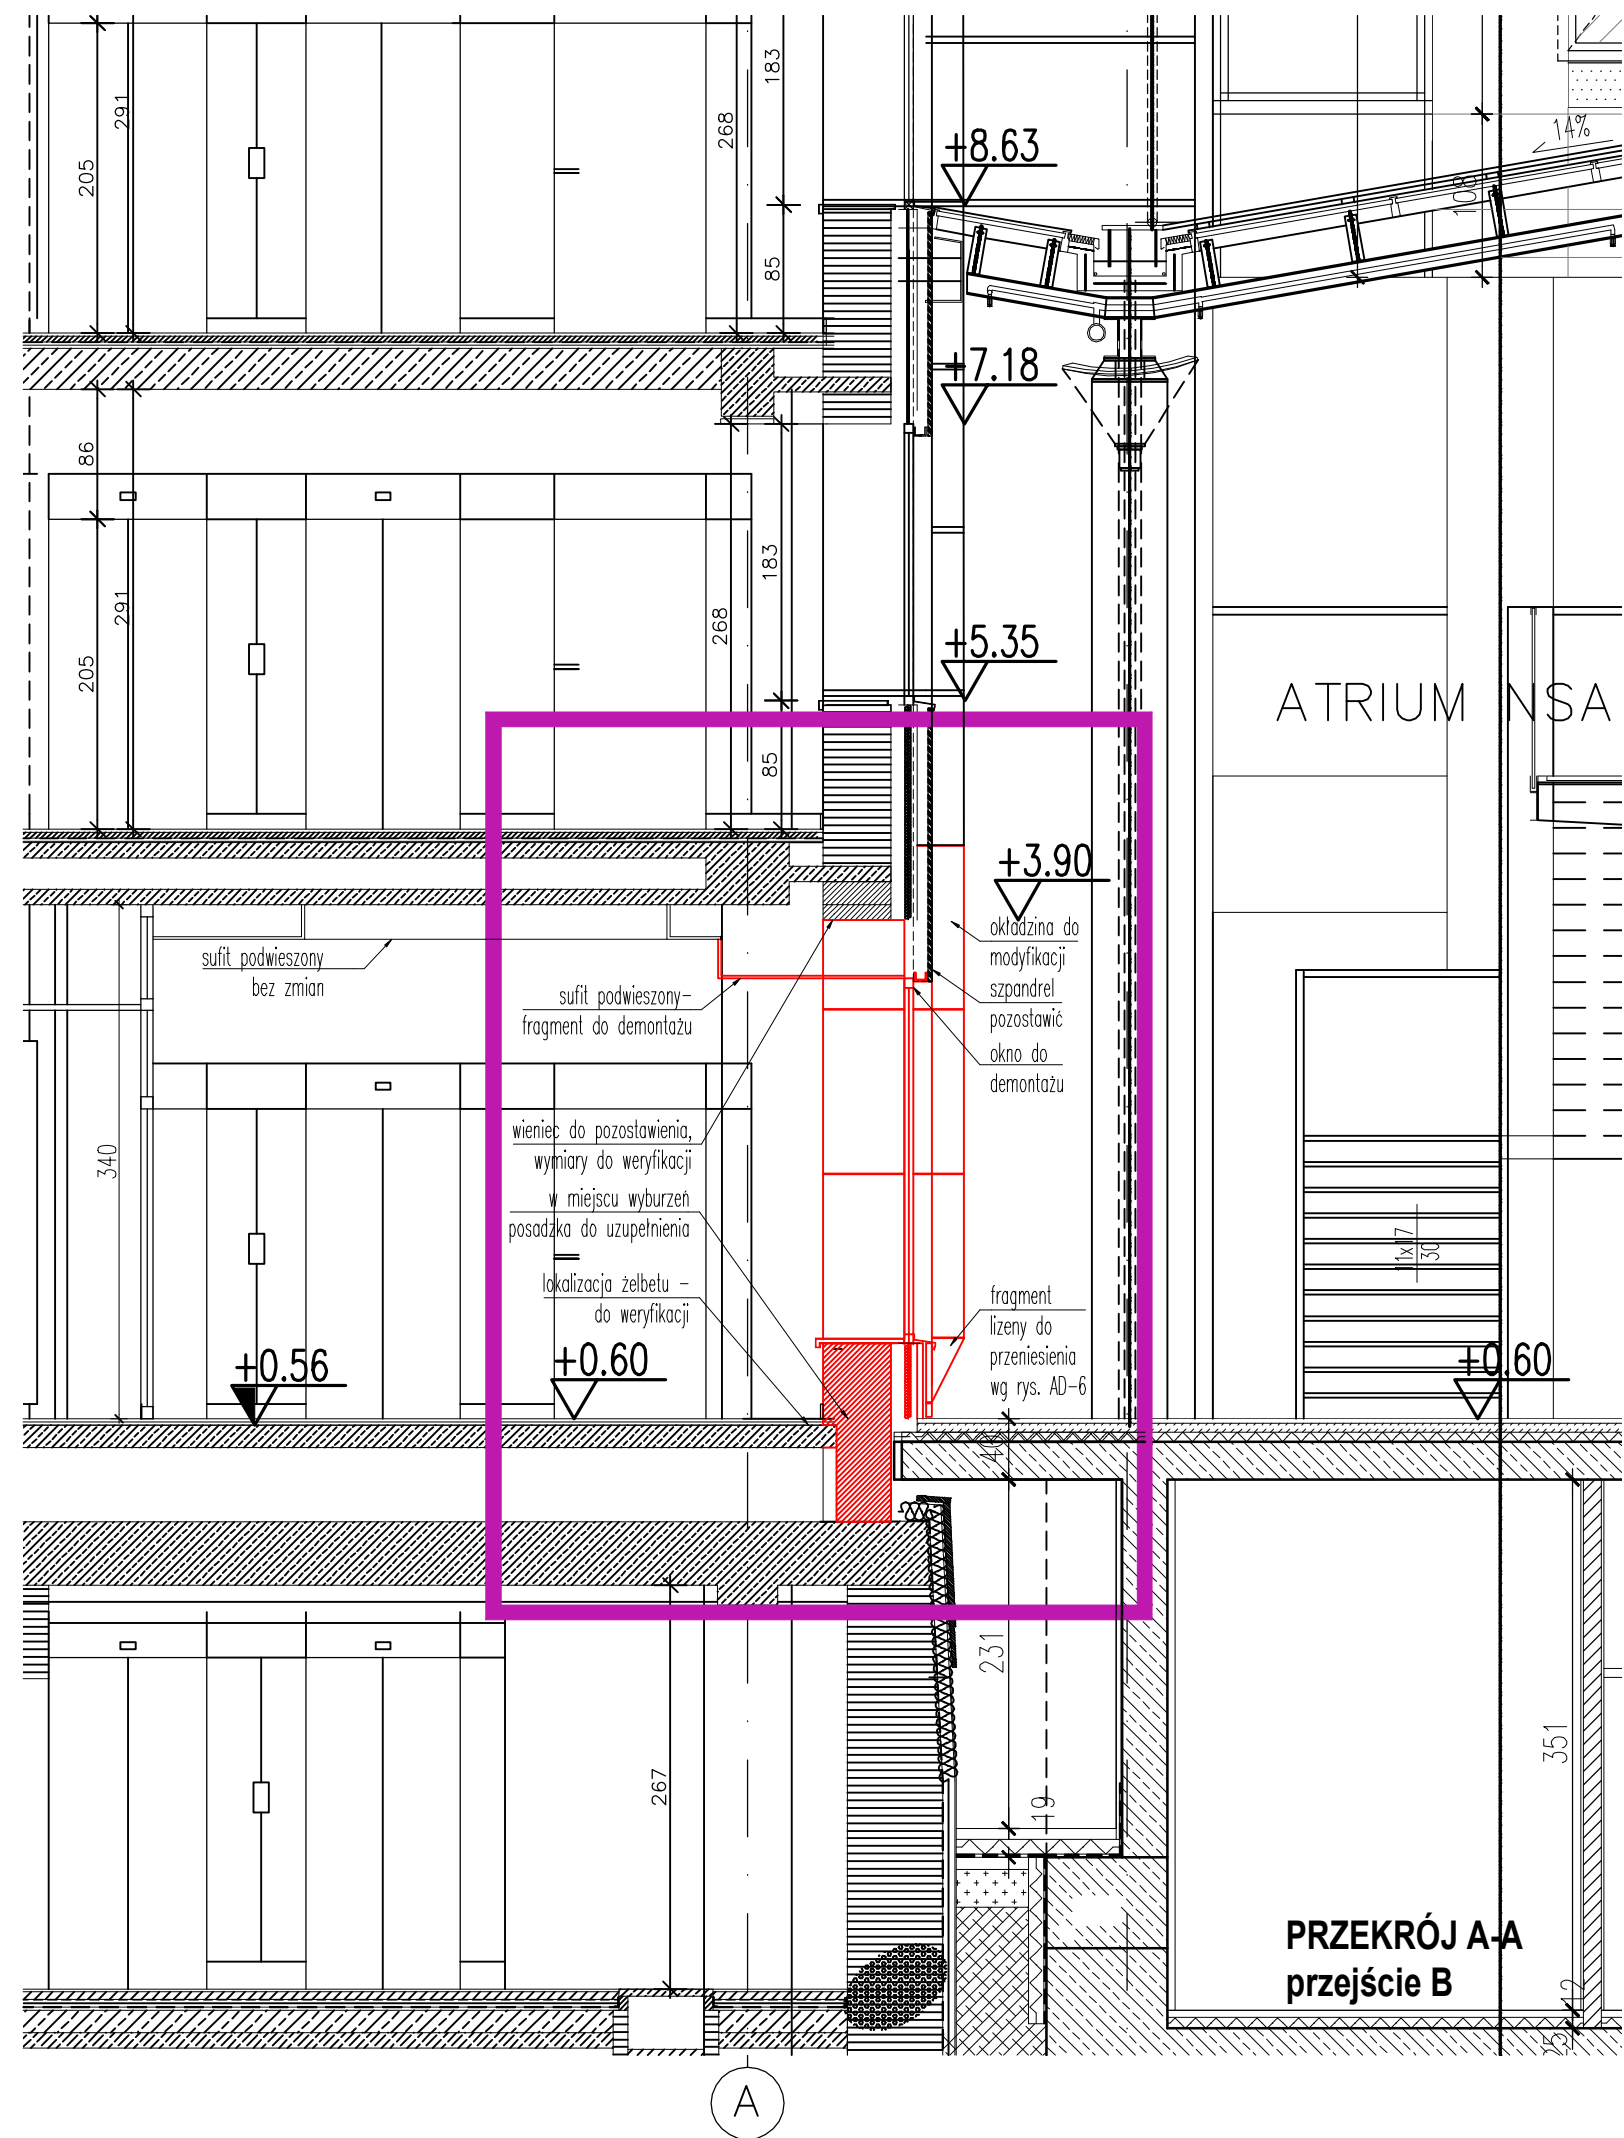 183
291
268
205
+8.63
14%
108
85
+7.18
86
183
291
268
205
+5.35
ATRIUM NSA
85
+3.90
okładzina do
modyfikacji
szpandrel
pozostawić
okno do
demontażu
sufit podwieszony
bez zmian
sufit podwieszony-
fragment do demontażu
340
wieniec do pozostawienia,
wymiary do weryfikacji
w miejscu wyburzeń
posadzka do uzupełnienia
lokalizacja żelbetu -
do weryfikacji
11x17
30
fragment
lizeny do
przeniesienia
wg rys. AD-6
+0.56
+0.60
+0.60
40
231
267
351
19
PRZEKRÓJ A-A
przejście B
12
A